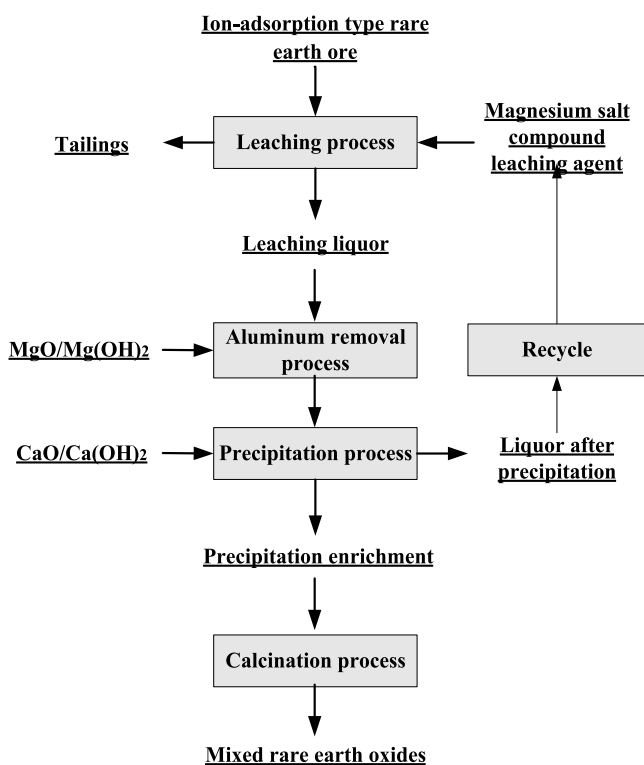 Ion-adsorption type rare
earth ore
Tailings
Leaching process
Magnesium salt
compound
leaching agent
Leaching liquor
MgO/Mg(OH)2
Aluminum removal
process
Recycle
CaO/Ca(OH)2
Precipitation process
Liquor after
precipitation
Precipitation enrichment
Calcination process
Mixed rare earth oxides